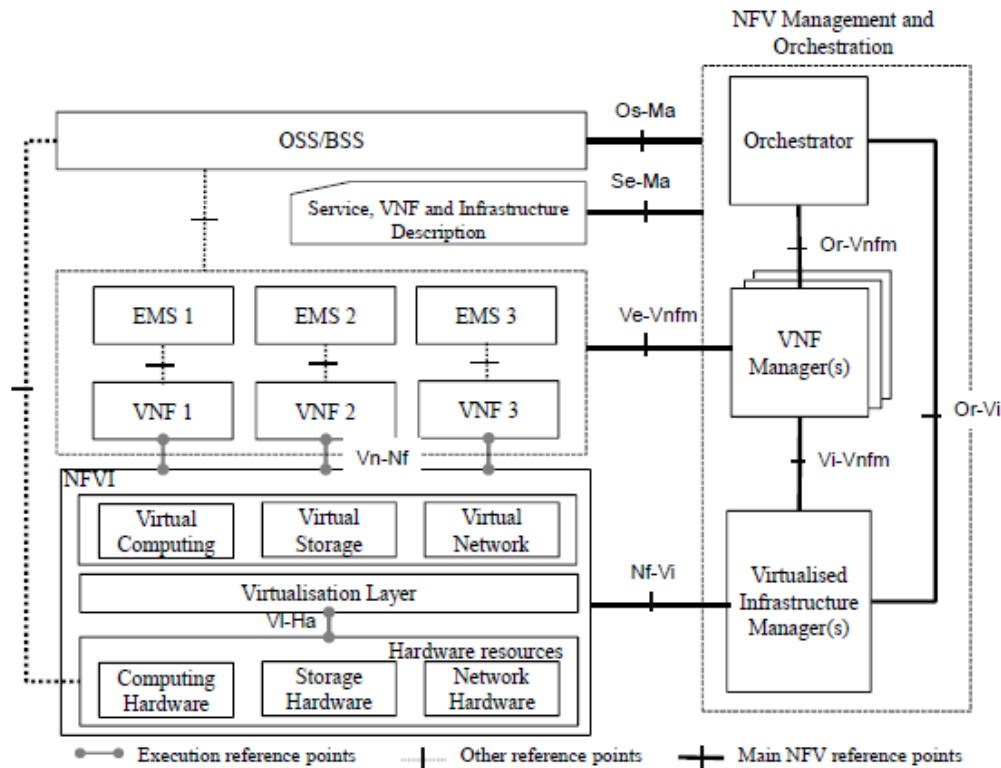 NFV Management and
Orchestration
Os-Ma
OSS/BSS
Orchestrator
Se-Ma
Service, VNF and Infrastructure
Description
Or-Vnfm
EMS 1
EMS 2
EMS 3
Ve-Vnfm
VNF
Manager(s)
VNF 1
VNF 2
VNF 3
Or-Vi
Vn-Nf
Vi-Vnfm
NFVI
Virtual
Computing
Virtual
Storage
Virtual
Network
Nf-Vi
Virtualised
Infrastructure
Manager(s)
Virtualisation Layer
Vl-Ha
Hardware resources
Computing
Hardware
Storage
Hardware
Network
Hardware
Execution reference points
Other reference points
Main NFV reference points